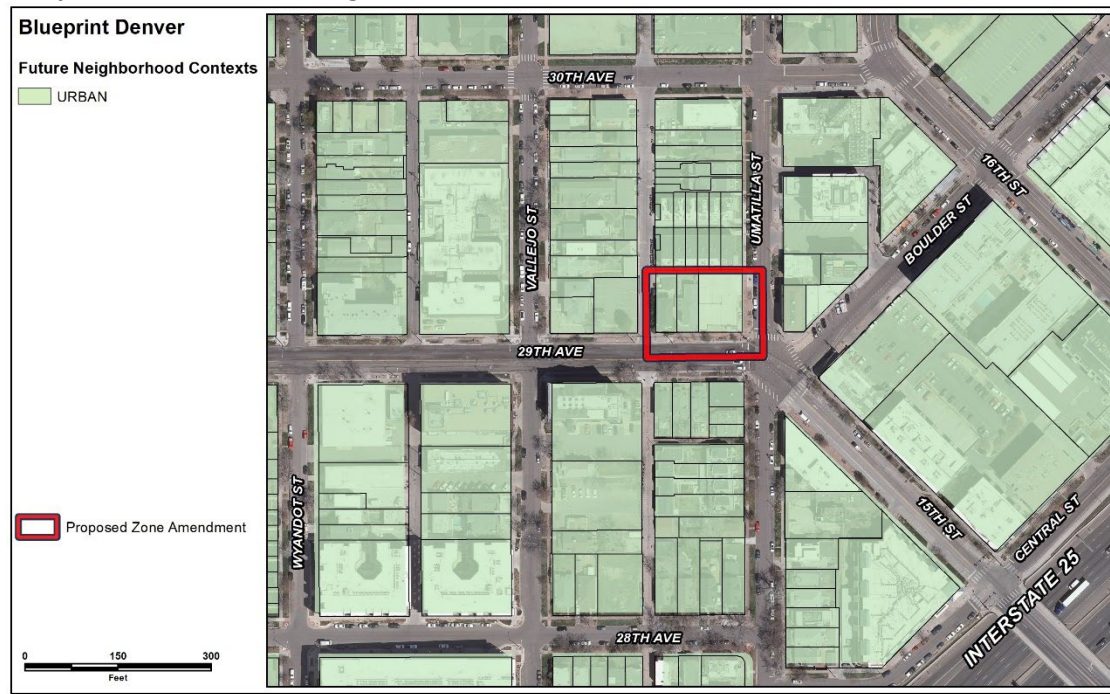 Blueprint Denver
Future Neighborhood Contexts
URBAN
30TH AVE
16TH ST
BOULDER ST
UMATILLA ST
VALLEJO ST
29TH AVE
WYANDOT ST
15TH ST
CENTRAL ST
INTERSTATE 25
28TH AVE
Proposed Zone Amendment
0 150 300
Feet